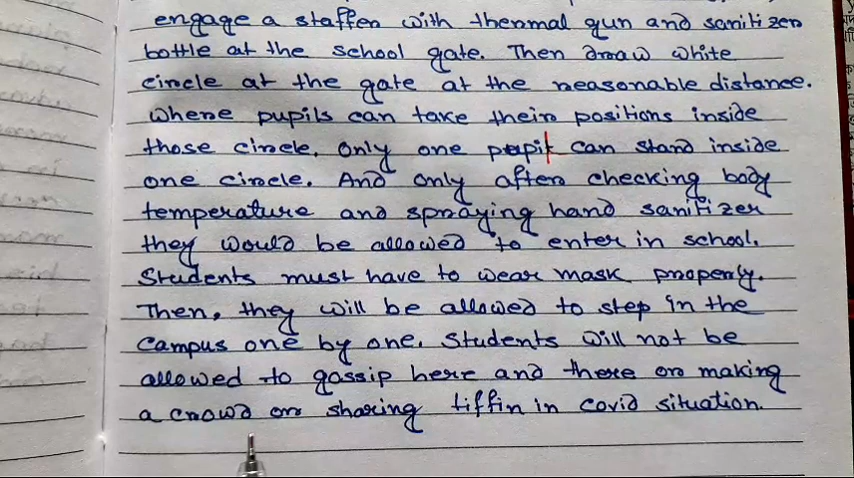 engage a staffer with thermal gun and sanitizer
bottle at the school gate. Then draw white
circle at the gate at the reasonable distance.
Where pupils can take their positions inside
those circle. Only one pupil can stand inside
one circle. And only after checking body
temperature and spraying hand sanitizer
they would be allowed to enter in school.
Students must have to wear mask properly.
Then, they will be allowed to step in the
campus one by one. Students will not be
allowed to gossip here and there or making
a crowd or sharing tiffin in covid situation.